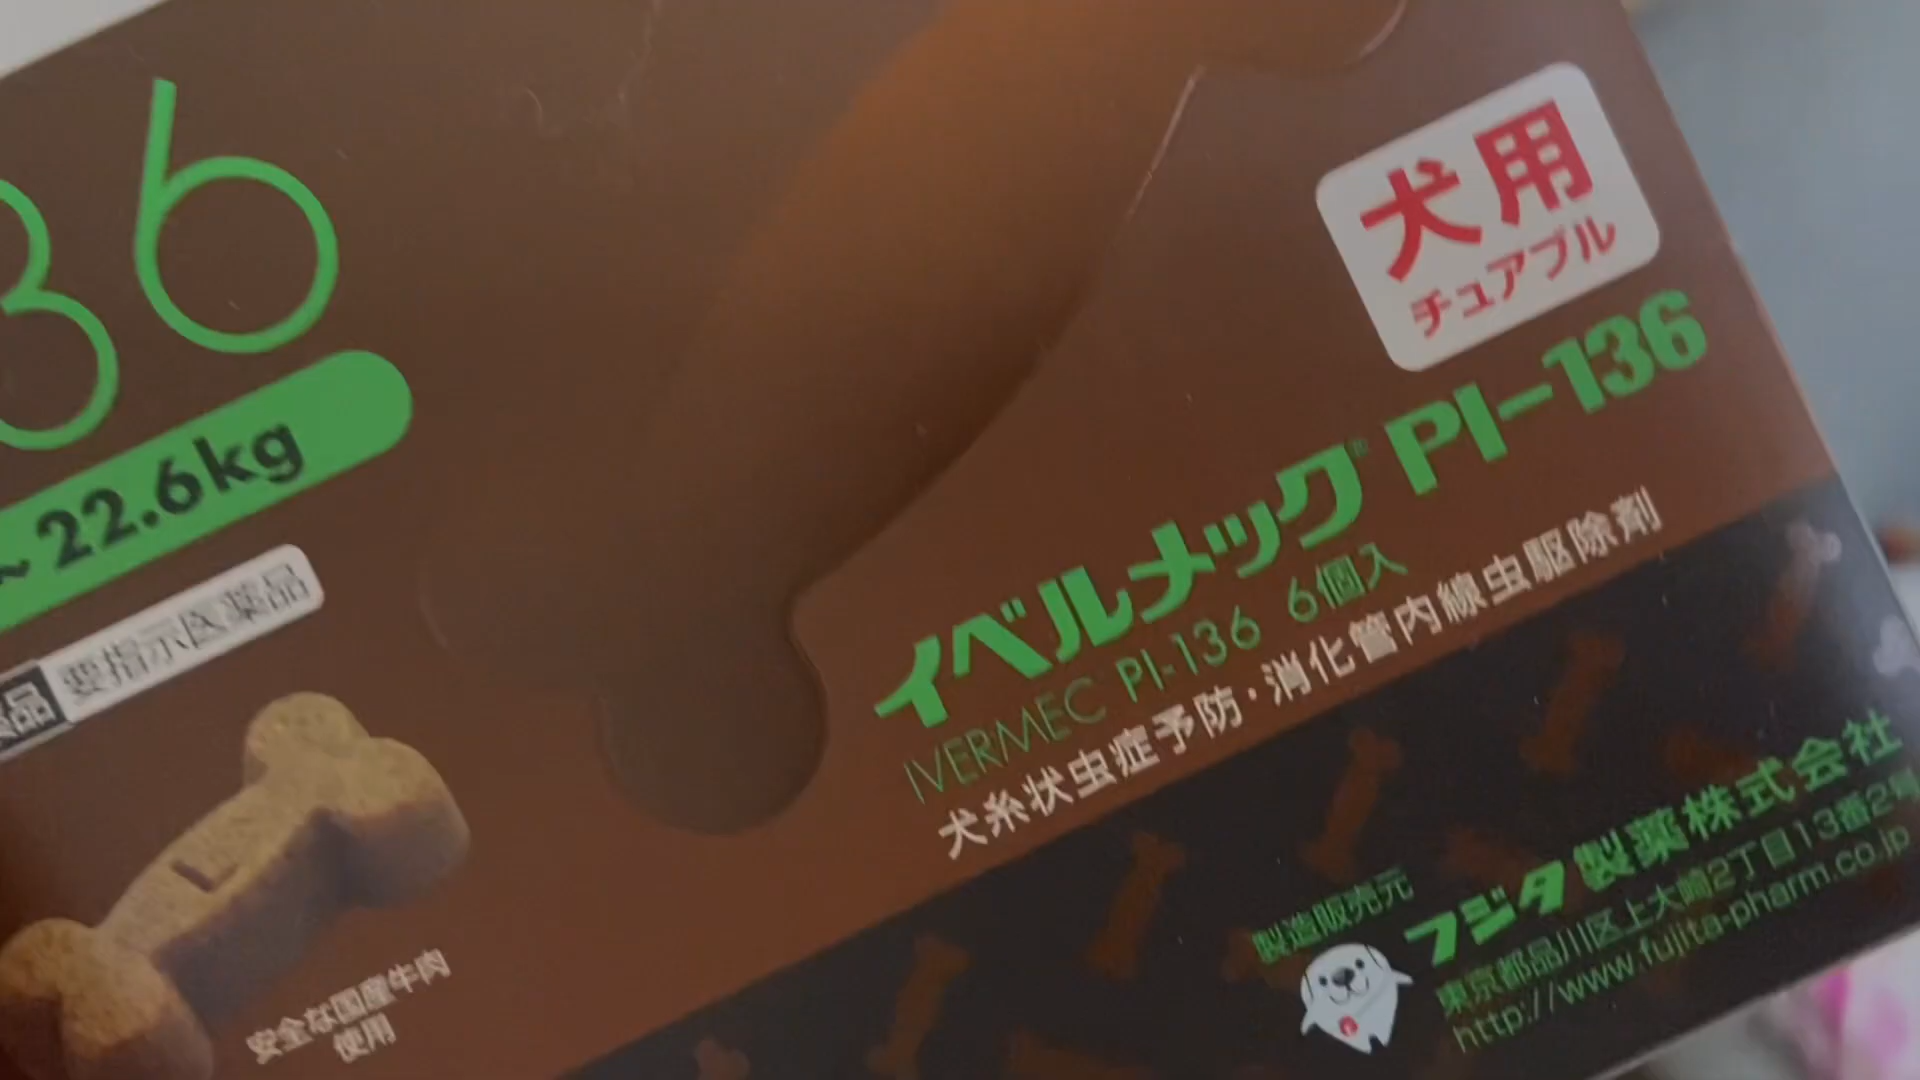 36
~22.6kg
要指示医薬品
L
安全な国産牛肉
使用
犬用
チュアブル
イベルメック® PI-136
IVERMEC PI-136 6個入
犬糸状虫症予防・消化管内線虫駆除剤
製造販売元
フジタ製薬株式会社
東京都品川区上大崎2丁目13番2号
http://www.fujita-pharm.co.jp